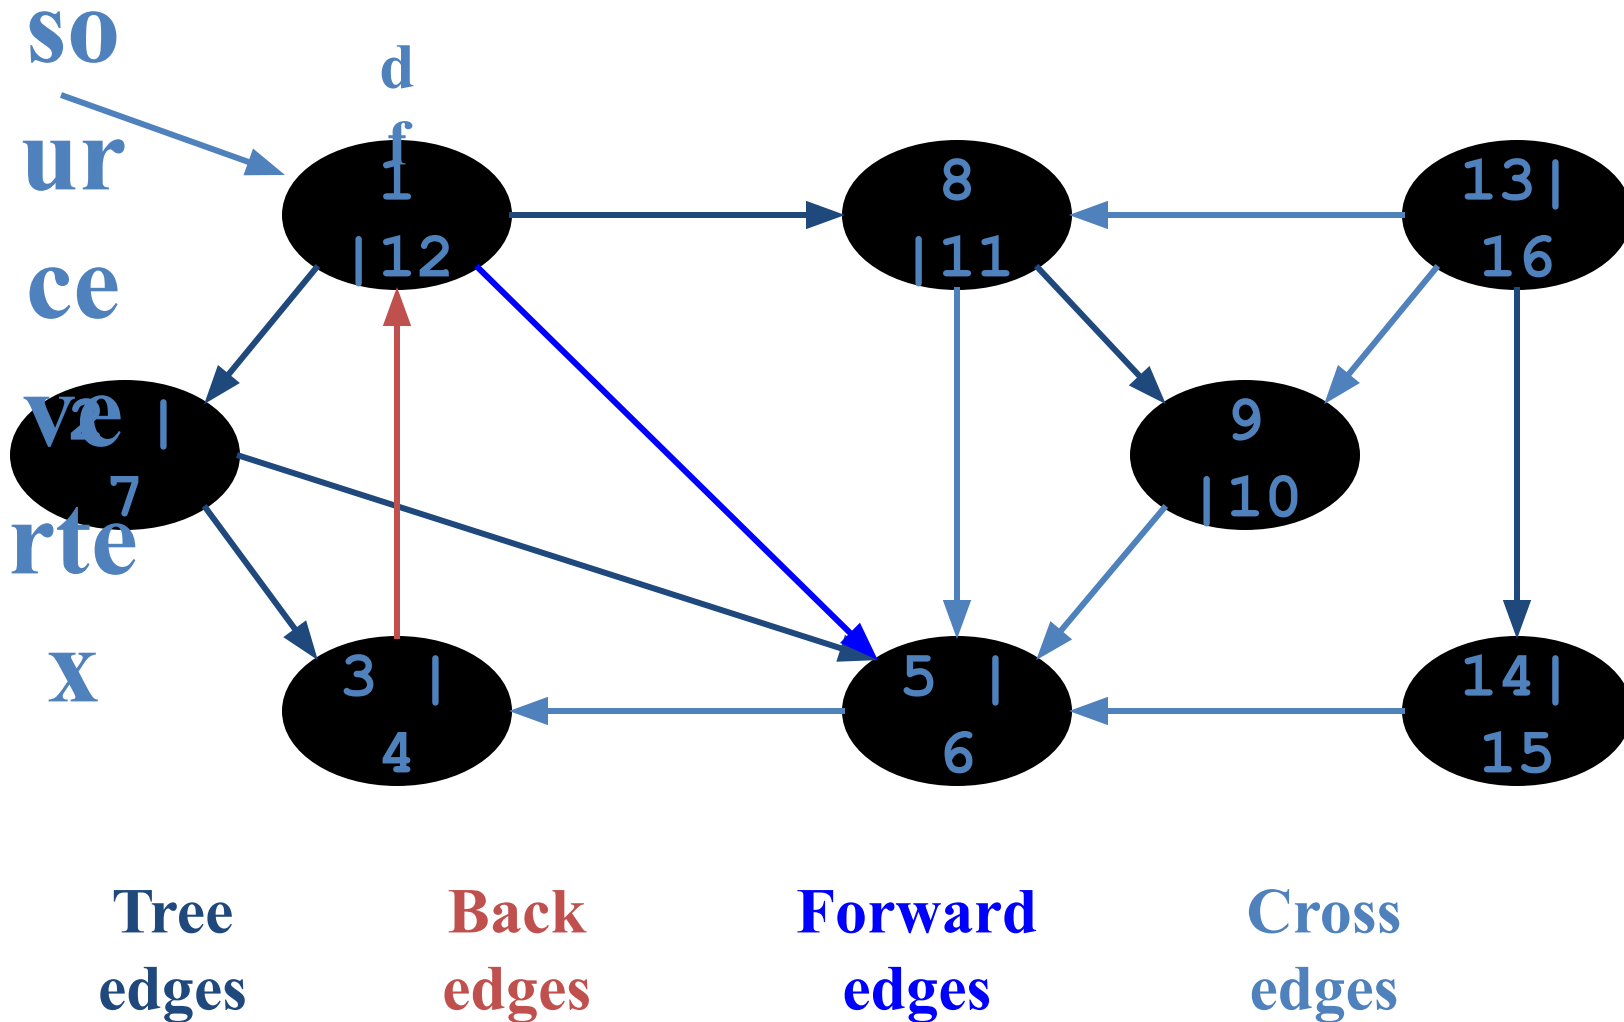 so
ur
ce
ve
rte
x
d
f
1
|12
8
|11
13|
16
2 |
7
9
|10
3 |
4
5 |
6
14|
15
Tree
edges
Back
edges
Forward
edges
Cross
edges